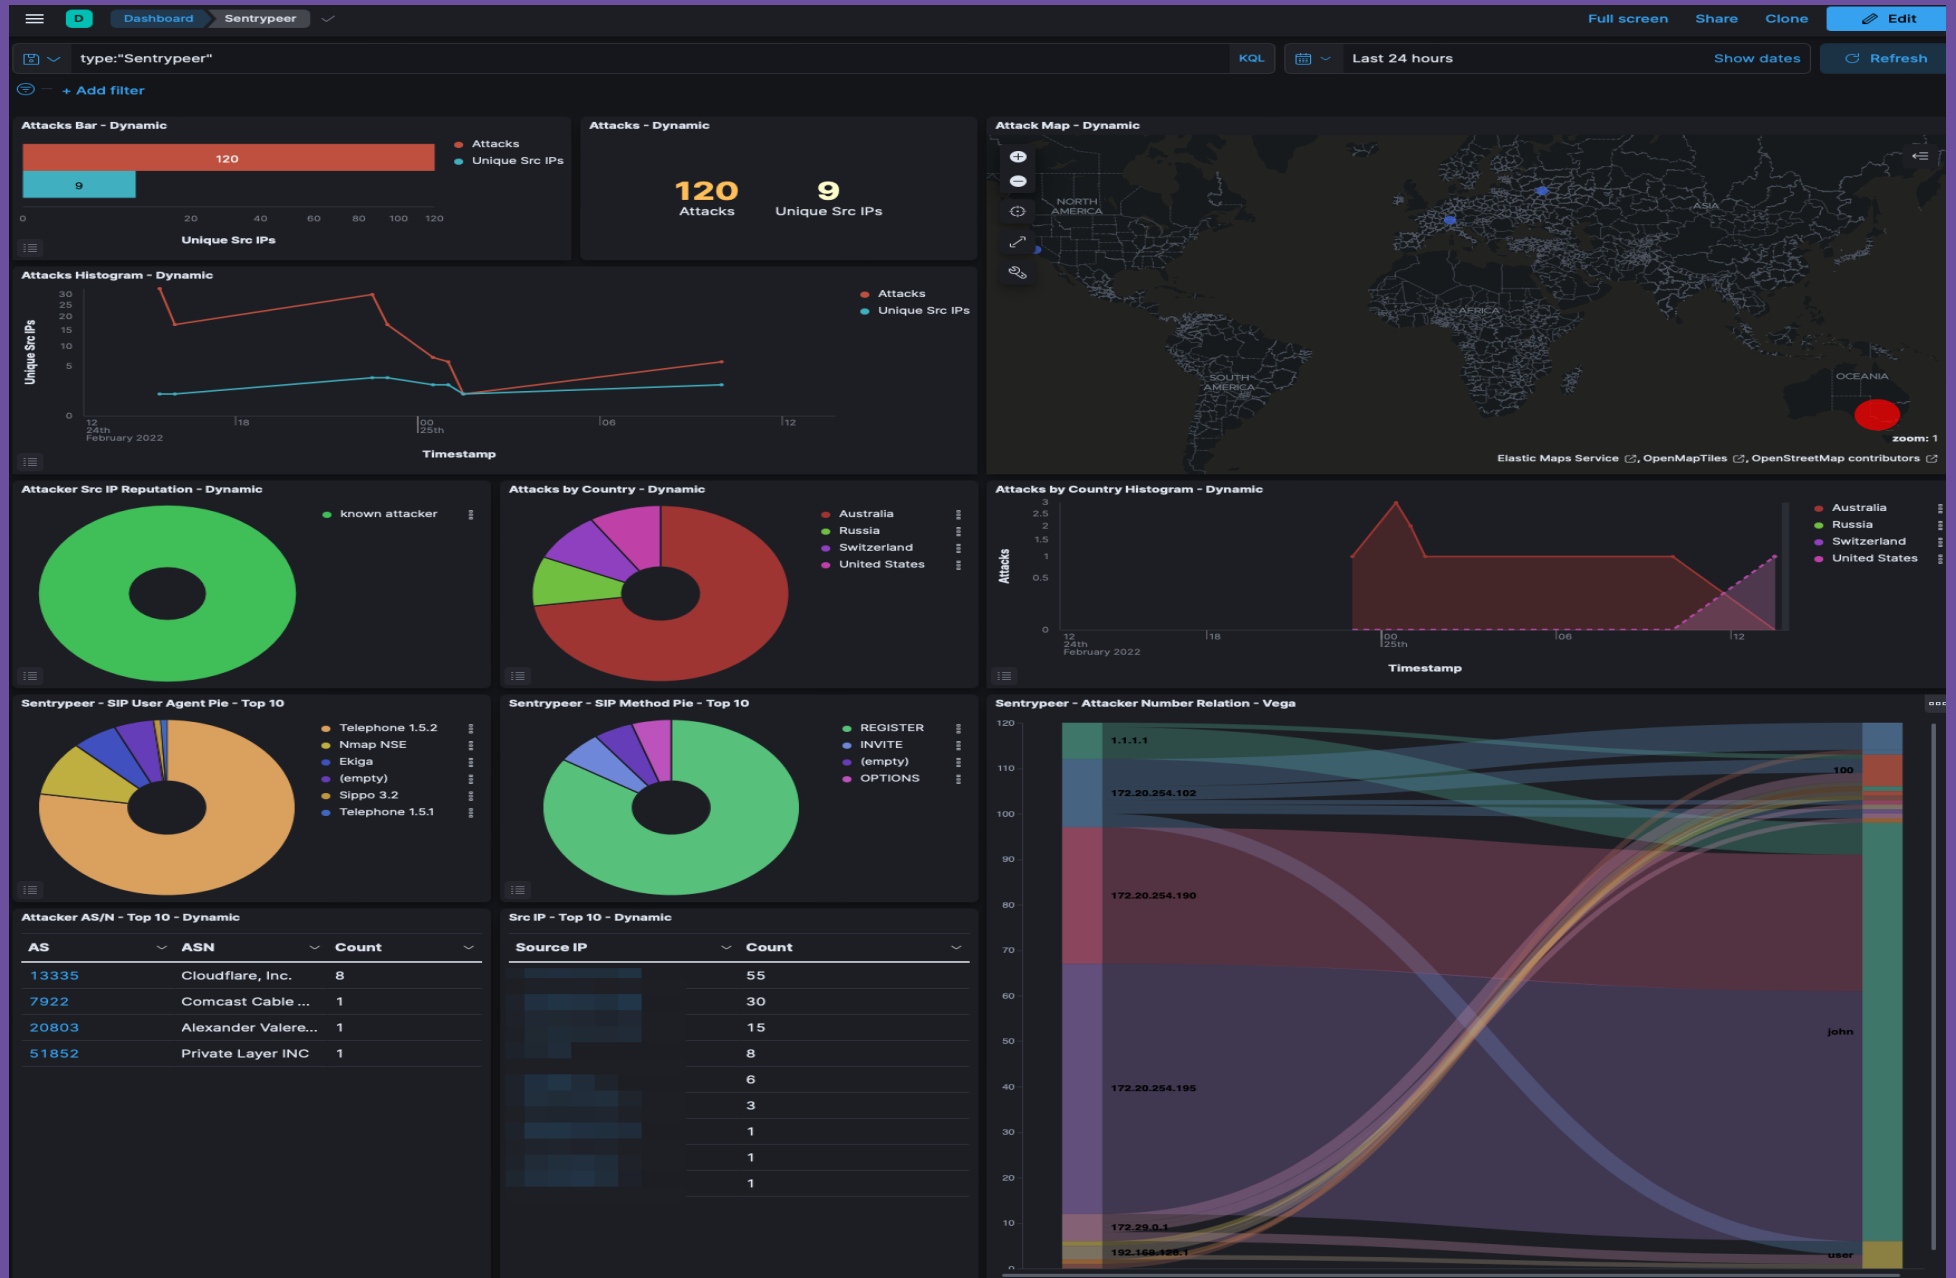 D Dashboard Sentrypeer Full screen Share Clone Edit
type:"Sentrypeer" KQL Last 24 hours Show dates Refresh
+ Add filter
Attacks Bar - Dynamic
120
9
0 20 40 60 80 100 120
Unique Src IPs
Attacks
Unique Src IPs
Attacks - Dynamic
120 9
Attacks Unique Src IPs
Attack Map - Dynamic
NORTH
AMERICA
ASIA
AFRICA
SOUTH
AMERICA
OCEANIA
zoom: 1
Elastic Maps Service , OpenMapTiles , OpenStreetMap contributors
Attacks Histogram - Dynamic
Unique Src IPs
30
25
20
15
10
5
0
12 18 00 06 12
24th 25th
February 2022
Timestamp
Attacks
Unique Src IPs
Attacker Src IP Reputation - Dynamic
known attacker
Attacks by Country - Dynamic
Australia
Russia
Switzerland
United States
Attacks by Country Histogram - Dynamic
Attacks
3
2.5
2
1.5
1
0.5
0
12 18 00 06 12
24th 25th
February 2022
Timestamp
Australia
Russia
Switzerland
United States
Sentrypeer - SIP User Agent Pie - Top 10
Telephone 1.5.2
Nmap NSE
Ekiga
(empty)
Sippo 3.2
Telephone 1.5.1
Sentrypeer - SIP Method Pie - Top 10
REGISTER
INVITE
(empty)
OPTIONS
Sentrypeer - Attacker Number Relation - Vega
120
110
100
90
80
70
60
50
40
30
20
10
0
1.1.1.1
172.20.254.102
172.20.254.190
172.20.254.195
172.29.0.1
192.168.128.1
100
john
user
Attacker AS/N - Top 10 - Dynamic
AS ASN Count
13335 Cloudflare, Inc. 8
7922 Comcast Cable ... 1
20803 Alexander Valere... 1
51852 Private Layer INC 1
Src IP - Top 10 - Dynamic
Source IP Count
55
30
15
8
6
3
1
1
1